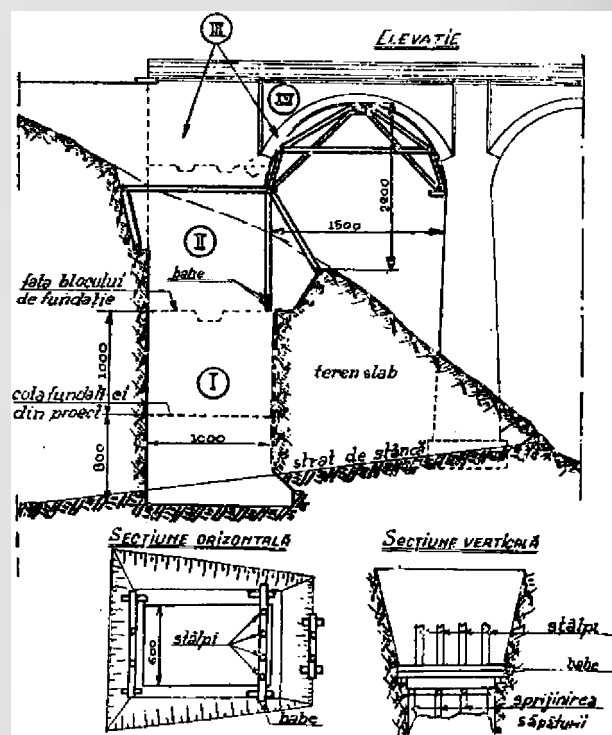 III
ELEVAȚIE
IV
2800
1500
II
babe
fața blocului
de fundație
1000
I
teren slab
cota fundației
din proect
800
1000
strat de stâncă
SECȚIUNE ORIZONTALĂ
SECȚIUNE VERTICALĂ
600
stâlpi
babe
stâlpi
babe
sprijinirea
săpăturii